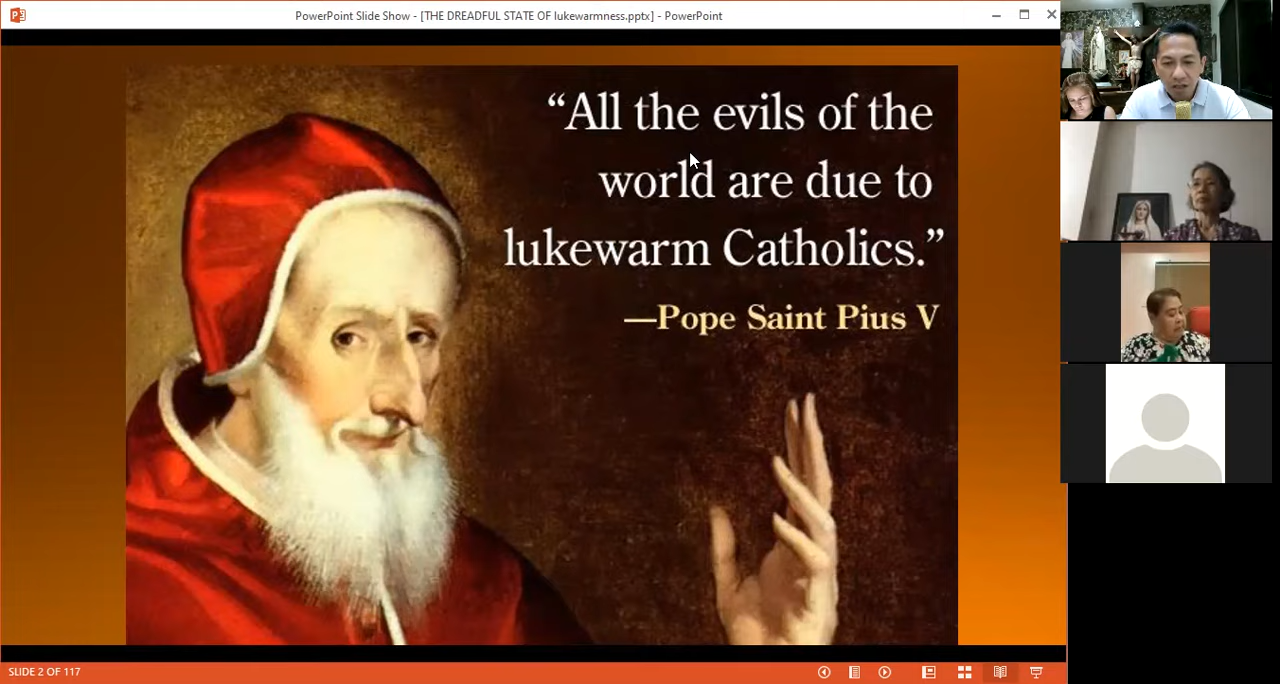 PowerPoint Slide Show - [THE DREADFUL STATE OF lukewarmness.pptx] - PowerPoint
“All the evils of the
world are due to
lukewarm Catholics.”
—Pope Saint Pius V
SLIDE 2 OF 117